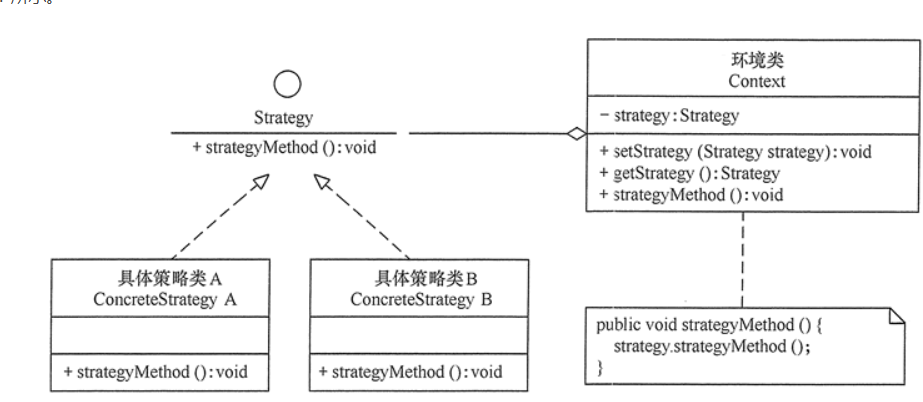 Strategy
+ strategyMethod (): void
环境类
Context
− strategy: Strategy
+ setStrategy (Strategy strategy): void
+ getStrategy (): Strategy
+ strategyMethod (): void
具体策略类A
ConcreteStrategy A
+ strategyMethod (): void
具体策略类B
ConcreteStrategy B
+ strategyMethod (): void
public void strategyMethod () {
strategy.strategyMethod ();
}